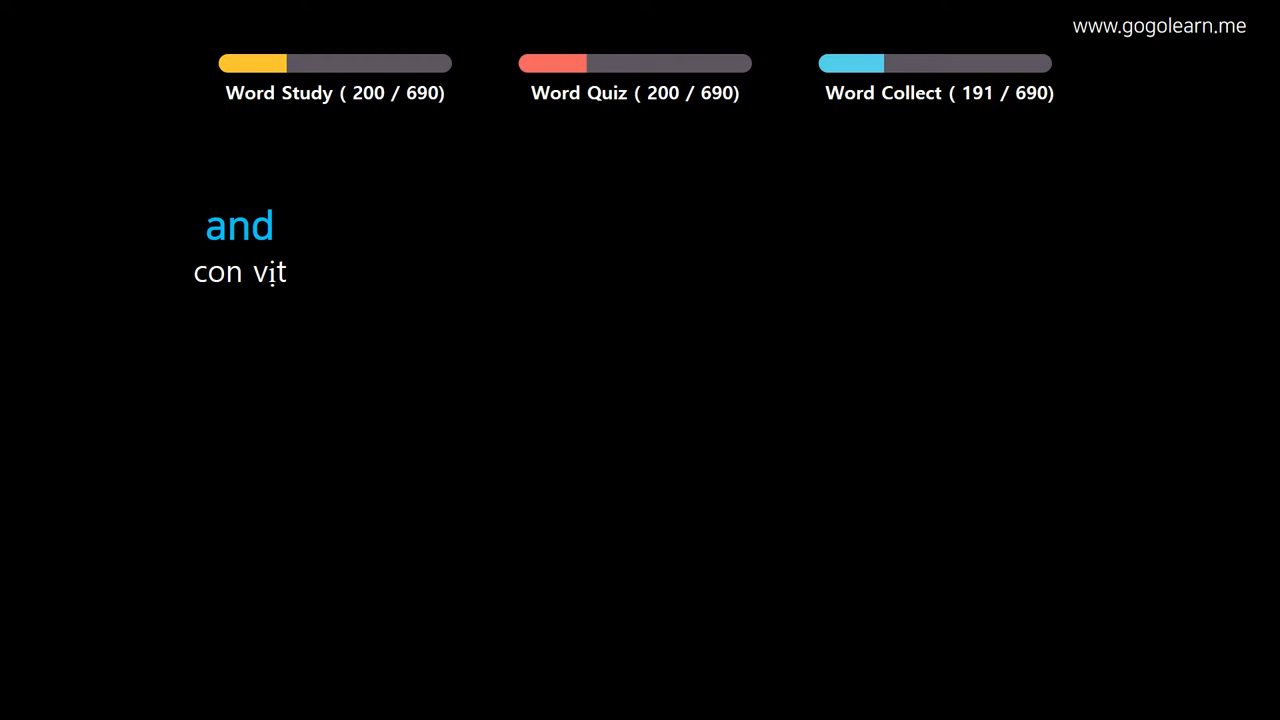 www.gogolearn.me
Word Study ( 200 / 690)
Word Quiz ( 200 / 690)
Word Collect ( 191 / 690)
and
con vịt